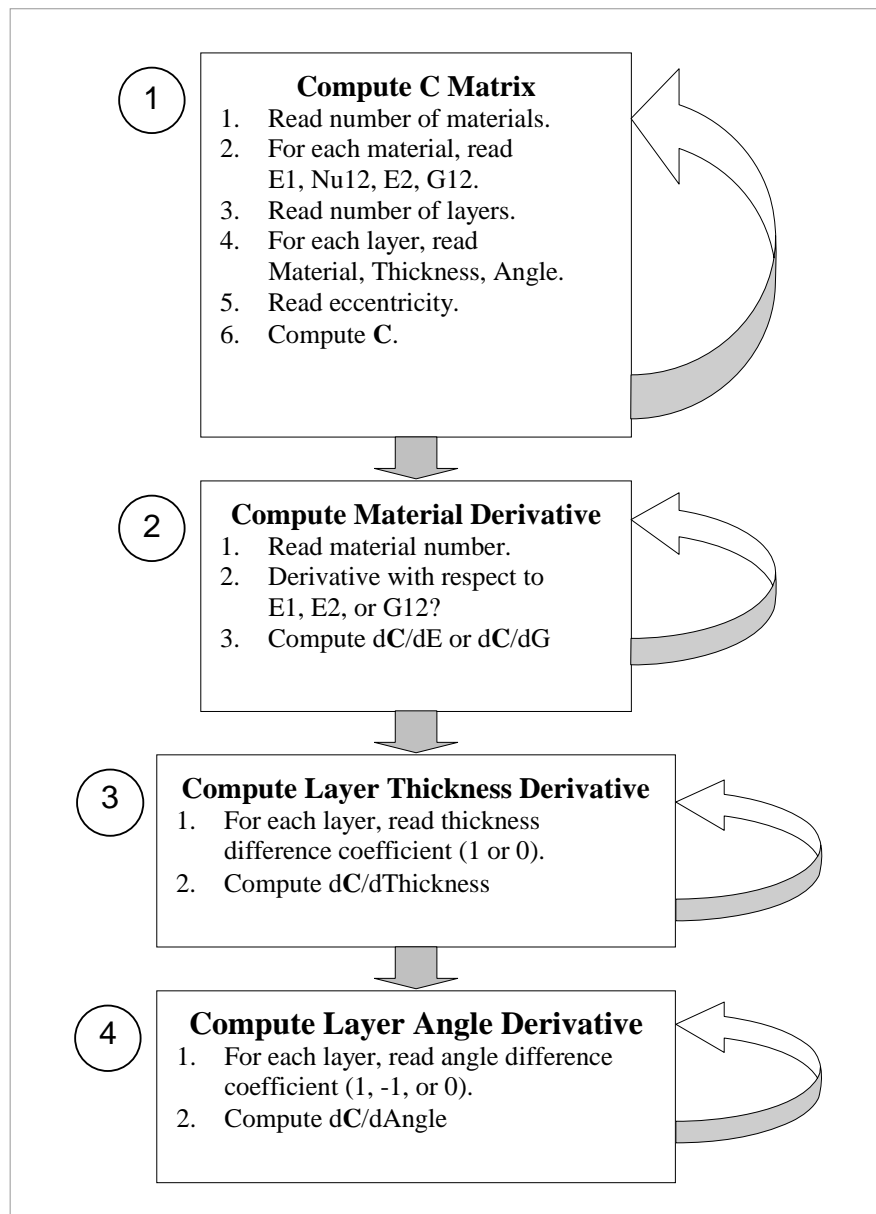 1
Compute C Matrix
1. Read number of materials.
2. For each material, read
E1, Nu12, E2, G12.
3. Read number of layers.
4. For each layer, read
Material, Thickness, Angle.
5. Read eccentricity.
6. Compute C.
2
Compute Material Derivative
1. Read material number.
2. Derivative with respect to
E1, E2, or G12?
3. Compute dC/dE or dC/dG
3
Compute Layer Thickness Derivative
1. For each layer, read thickness
difference coefficient (1 or 0).
2. Compute dC/dThickness
4
Compute Layer Angle Derivative
1. For each layer, read angle difference
coefficient (1, -1, or 0).
2. Compute dC/dAngle